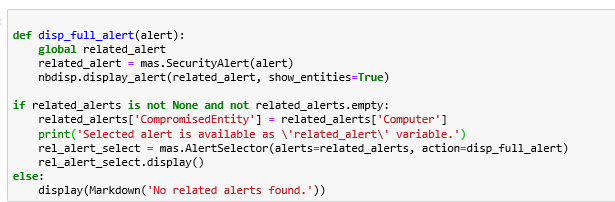 def disp_full_alert(alert):
    global related_alert
    related_alert = mas.SecurityAlert(alert)
    nbdisp.display_alert(related_alert, show_entities=True)

if related_alerts is not None and not related_alerts.empty:
    related_alerts['CompromisedEntity'] = related_alerts['Computer']
    print('Selected alert is available as \'related_alert\' variable.')
    rel_alert_select = mas.AlertSelector(alerts=related_alerts, action=disp_full_alert)
    rel_alert_select.display()
else:
    display(Markdown('No related alerts found.'))